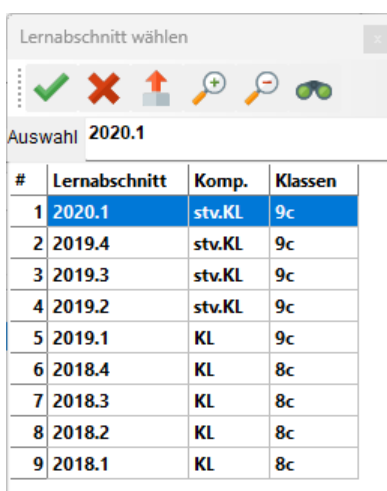 Lernabschnitt wählen
Auswahl 2020.1
# Lernabschnitt Komp. Klassen
1 2020.1 stv.KL 9c
2 2019.4 stv.KL 9c
3 2019.3 stv.KL 9c
4 2019.2 stv.KL 9c
5 2019.1 KL 9c
6 2018.4 KL 8c
7 2018.3 KL 8c
8 2018.2 KL 8c
9 2018.1 KL 8c